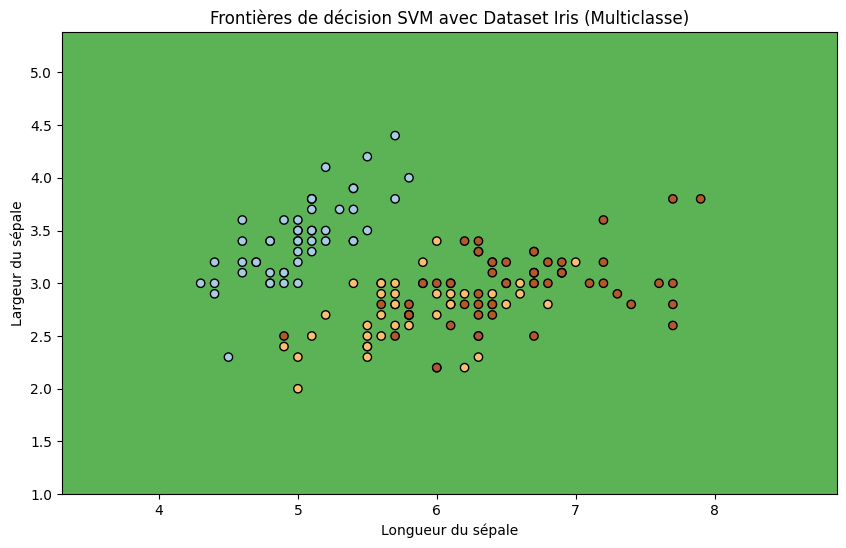 Frontières de décision SVM avec Dataset Iris (Multiclasse)
5.0
4.5
4.0
3.5
3.0
2.5
2.0
1.5
1.0
Largeur du sépale
4 5 6 7 8
Longueur du sépale